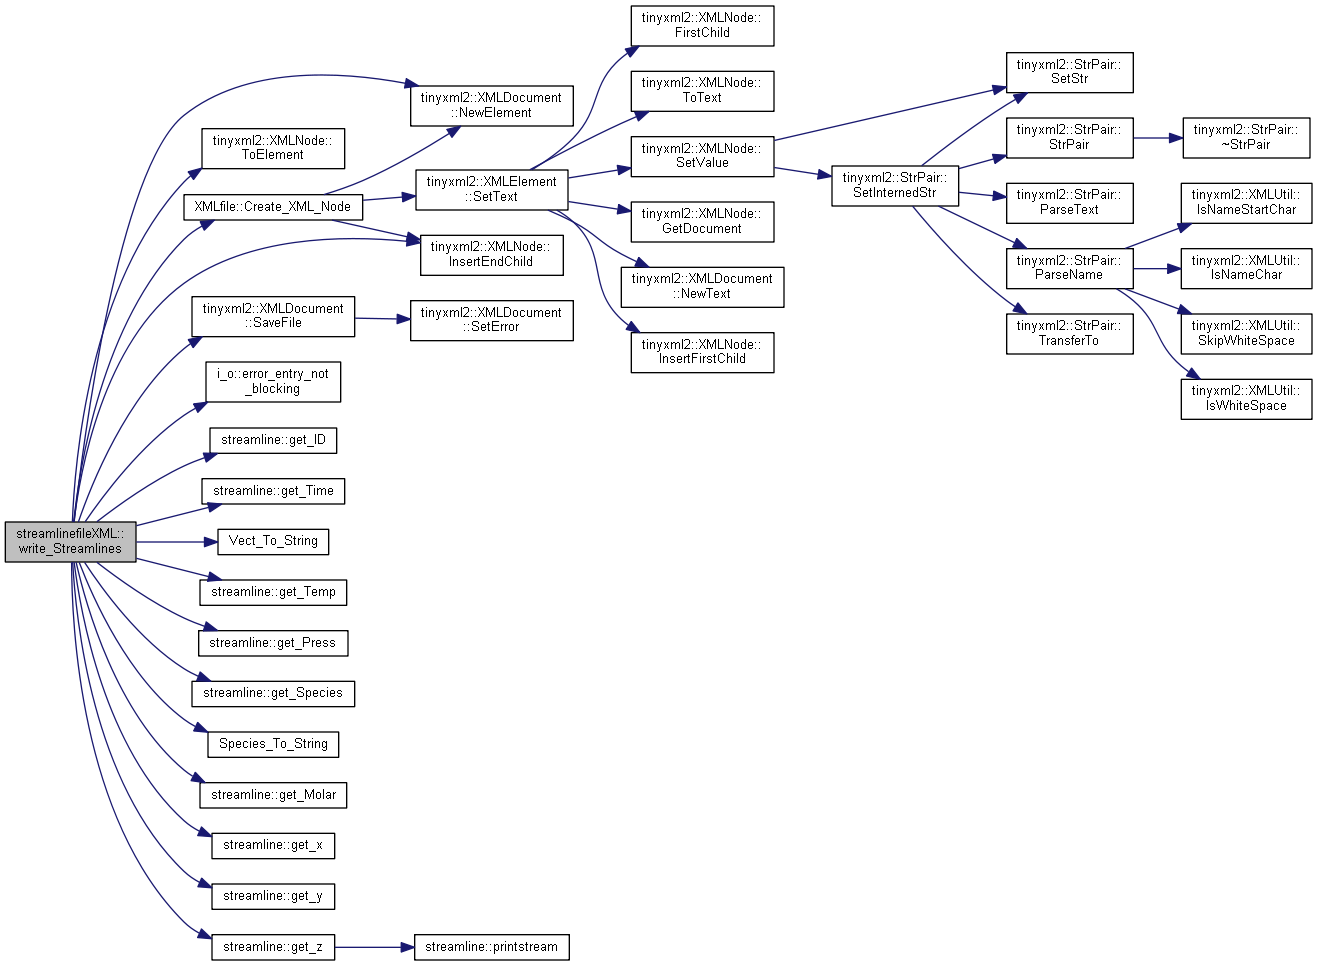 streamlinefileXML::
write_Streamlines
tinyxml2::XMLDocument
::NewElement
tinyxml2::XMLNode::
ToElement
XMLfile::Create_XML_Node
tinyxml2::XMLNode::
InsertEndChild
tinyxml2::XMLDocument
::SaveFile
tinyxml2::XMLDocument
::SetError
i_o::error_entry_not
_blocking
streamline::get_ID
streamline::get_Time
Vect_To_String
streamline::get_Temp
streamline::get_Press
streamline::get_Species
Species_To_String
streamline::get_Molar
streamline::get_x
streamline::get_y
streamline::get_z
streamline::printstream
tinyxml2::XMLElement
::SetText
tinyxml2::XMLNode::
FirstChild
tinyxml2::XMLNode::
ToText
tinyxml2::XMLNode::
SetValue
tinyxml2::XMLNode::
GetDocument
tinyxml2::XMLDocument
::NewText
tinyxml2::XMLNode::
InsertFirstChild
tinyxml2::StrPair::
SetInternedStr
tinyxml2::StrPair::
SetStr
tinyxml2::StrPair::
StrPair
tinyxml2::StrPair::
~StrPair
tinyxml2::StrPair::
ParseText
tinyxml2::StrPair::
ParseName
tinyxml2::StrPair::
TransferTo
tinyxml2::XMLUtil::
IsNameStartChar
tinyxml2::XMLUtil::
IsNameChar
tinyxml2::XMLUtil::
SkipWhiteSpace
tinyxml2::XMLUtil::
IsWhiteSpace